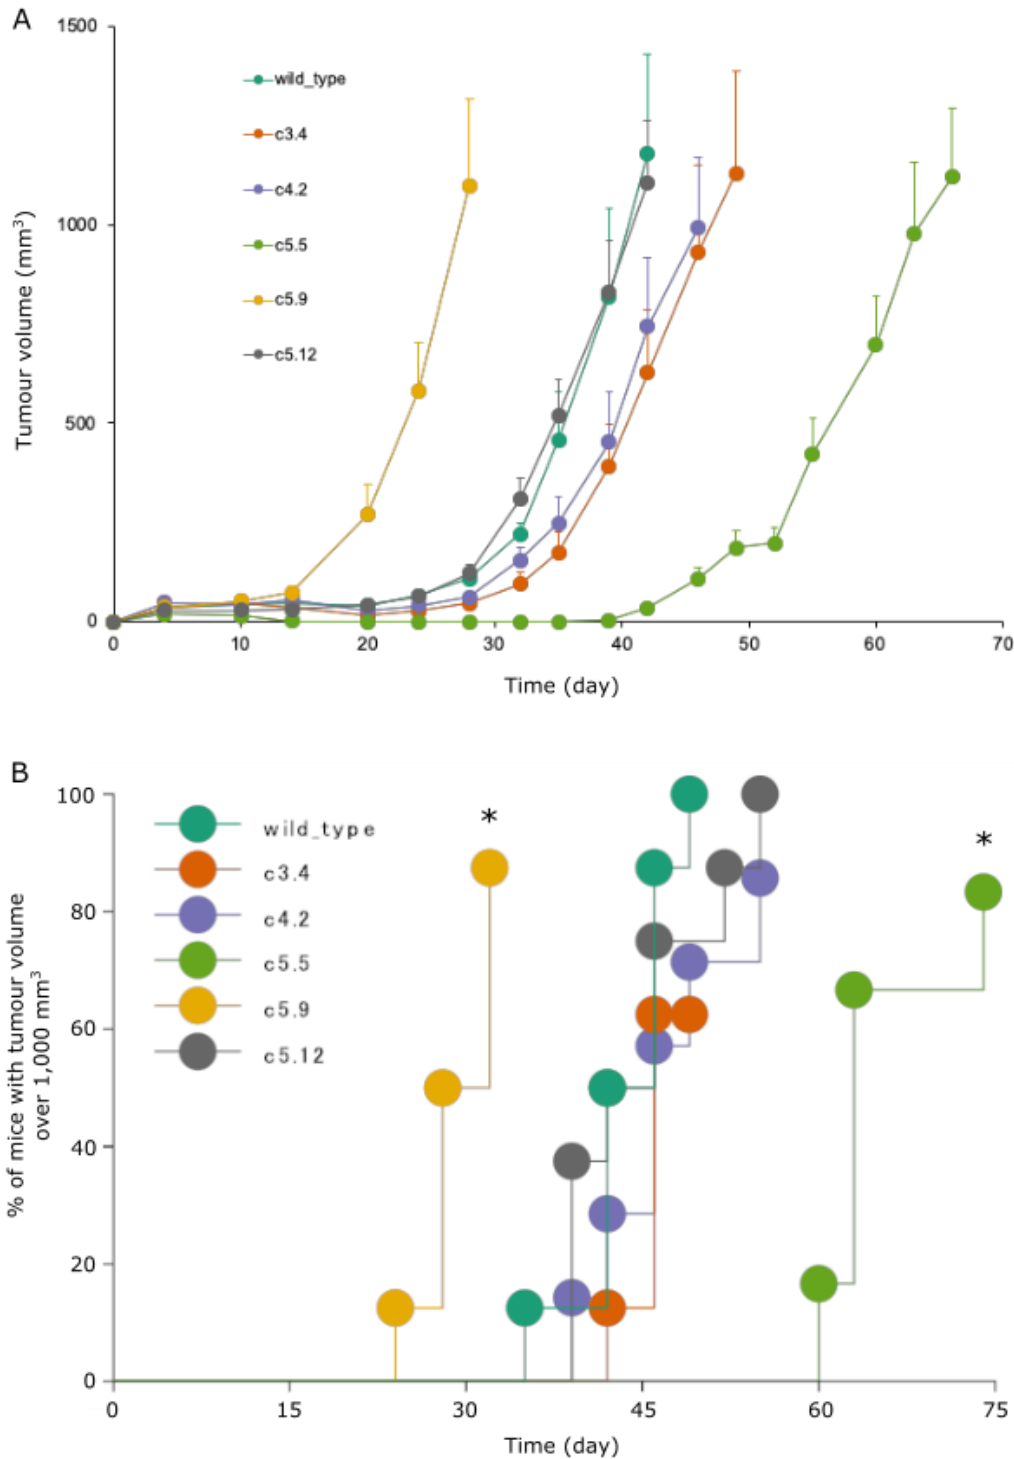 A
1500
1000
500
0
Tumour volume (mm³)
wild_type
c3.4
c4.2
c5.5
c5.9
c5.12
0 10 20 30 40 50 60 70
Time (day)
B
100
80
60
40
20
0
% of mice with tumour volume
over 1,000 mm³
wild_type
c3.4
c4.2
c5.5
c5.9
c5.12
*
*
0 15 30 45 60 75
Time (day)